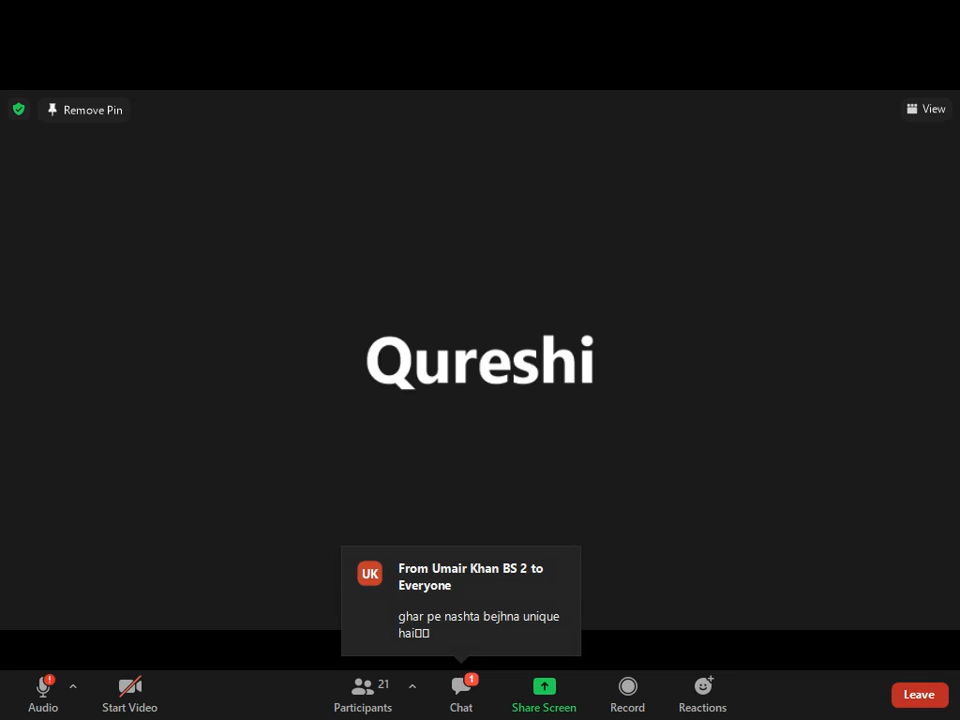 Remove Pin
View
Qureshi
UK
From Umair Khan BS 2 to
Everyone
ghar pe nashta bejhna unique
hai▯▯
! 
21
1
Audio
Start Video
Participants
Chat
Share Screen
Record
Reactions
Leave